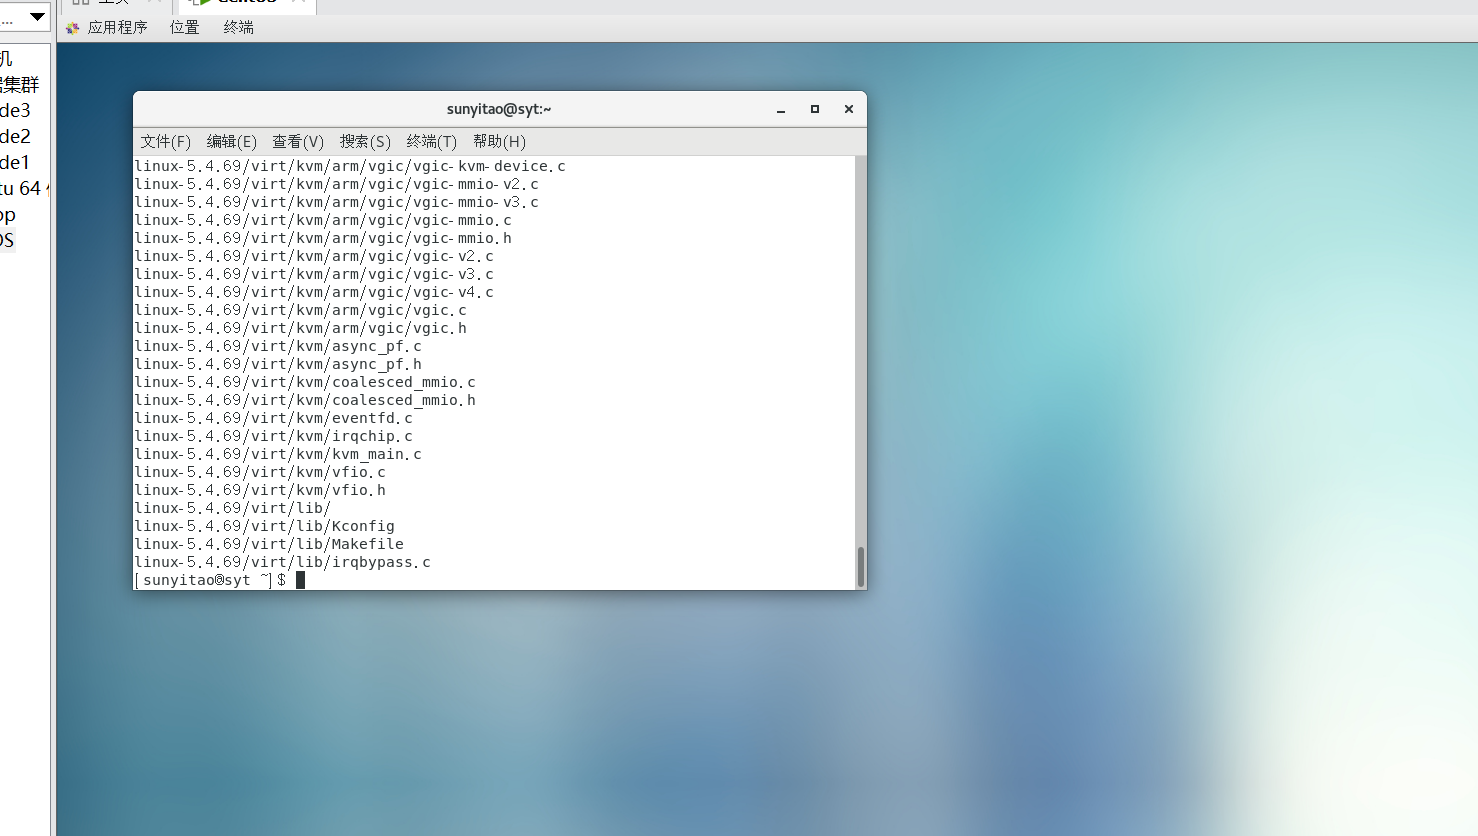 主页
CentOS
应用程序 位置 终端
机
集群
de3
de2
de1
tu 64
op
OS
sunyitao@syt:~
文件(F) 编辑(E) 查看(V) 搜索(S) 终端(T) 帮助(H)
linux-5.4.69/virt/kvm/arm/vgic/vgic-kvm-device.c
linux-5.4.69/virt/kvm/arm/vgic/vgic-mmio-v2.c
linux-5.4.69/virt/kvm/arm/vgic/vgic-mmio-v3.c
linux-5.4.69/virt/kvm/arm/vgic/vgic-mmio.c
linux-5.4.69/virt/kvm/arm/vgic/vgic-mmio.h
linux-5.4.69/virt/kvm/arm/vgic/vgic-v2.c
linux-5.4.69/virt/kvm/arm/vgic/vgic-v3.c
linux-5.4.69/virt/kvm/arm/vgic/vgic-v4.c
linux-5.4.69/virt/kvm/arm/vgic/vgic.c
linux-5.4.69/virt/kvm/arm/vgic/vgic.h
linux-5.4.69/virt/kvm/async_pf.c
linux-5.4.69/virt/kvm/async_pf.h
linux-5.4.69/virt/kvm/coalesced_mmio.c
linux-5.4.69/virt/kvm/coalesced_mmio.h
linux-5.4.69/virt/kvm/eventfd.c
linux-5.4.69/virt/kvm/irqchip.c
linux-5.4.69/virt/kvm/kvm_main.c
linux-5.4.69/virt/kvm/vfio.c
linux-5.4.69/virt/kvm/vfio.h
linux-5.4.69/virt/lib/
linux-5.4.69/virt/lib/Kconfig
linux-5.4.69/virt/lib/Makefile
linux-5.4.69/virt/lib/irqbypass.c
[sunyitao@syt ~]$